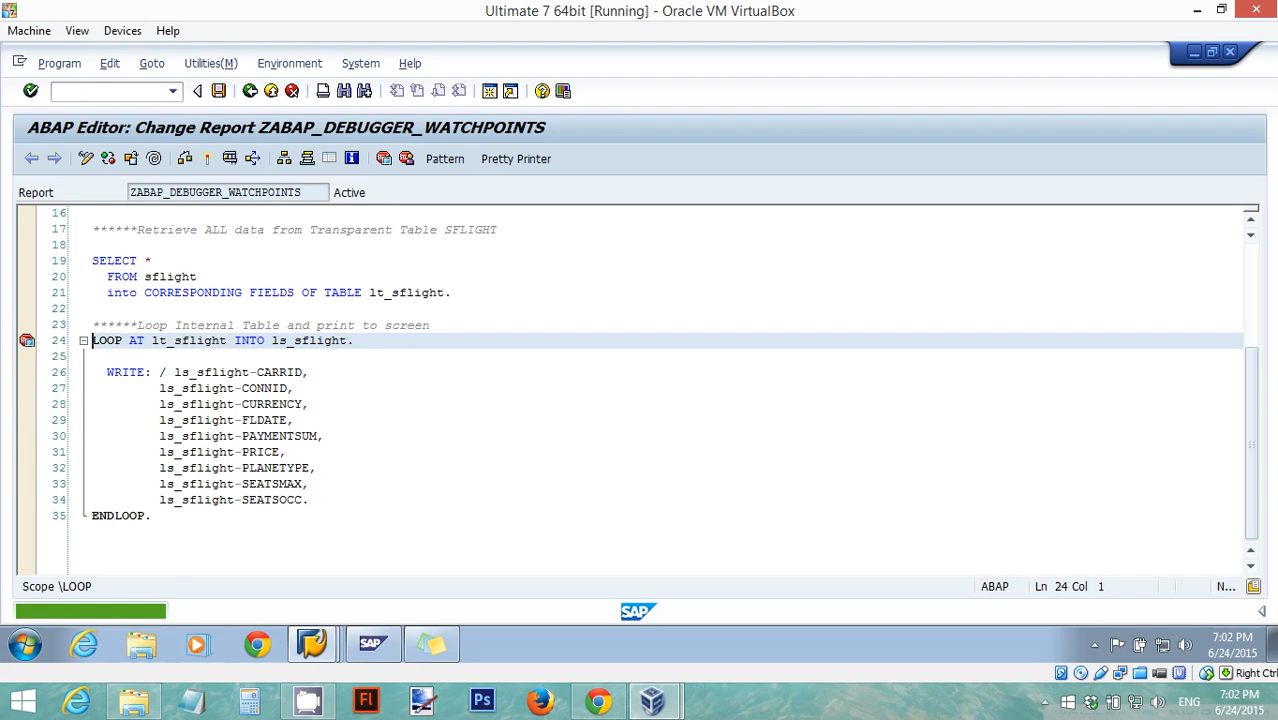 Ultimate 7 64bit [Running] - Oracle VM VirtualBox
Machine View Devices Help
Program Edit Goto Utilities(M) Environment System Help
ABAP Editor: Change Report ZABAP_DEBUGGER_WATCHPOINTS
Pattern Pretty Printer
Report ZABAP_DEBUGGER_WATCHPOINTS Active
16
17 ******Retrieve ALL data from Transparent Table SFLIGHT
18
19 SELECT *
20 FROM sflight
21 into CORRESPONDING FIELDS OF TABLE lt_sflight.
22
23 ******Loop Internal Table and print to screen
24 LOOP AT lt_sflight INTO ls_sflight.
25
26 WRITE: / ls_sflight-CARRID,
27 ls_sflight-CONNID,
28 ls_sflight-CURRENCY,
29 ls_sflight-FLDATE,
30 ls_sflight-PAYMENTSUM,
31 ls_sflight-PRICE,
32 ls_sflight-PLANETYPE,
33 ls_sflight-SEATSMAX,
34 ls_sflight-SEATSOCC.
35 ENDLOOP.
Scope \LOOP ABAP Ln 24 Col 1 N...
SAP
SAP
7:02 PM
6/24/2015
Right Ctrl
Fl
Ps
ENG
7:02 PM
6/24/2015